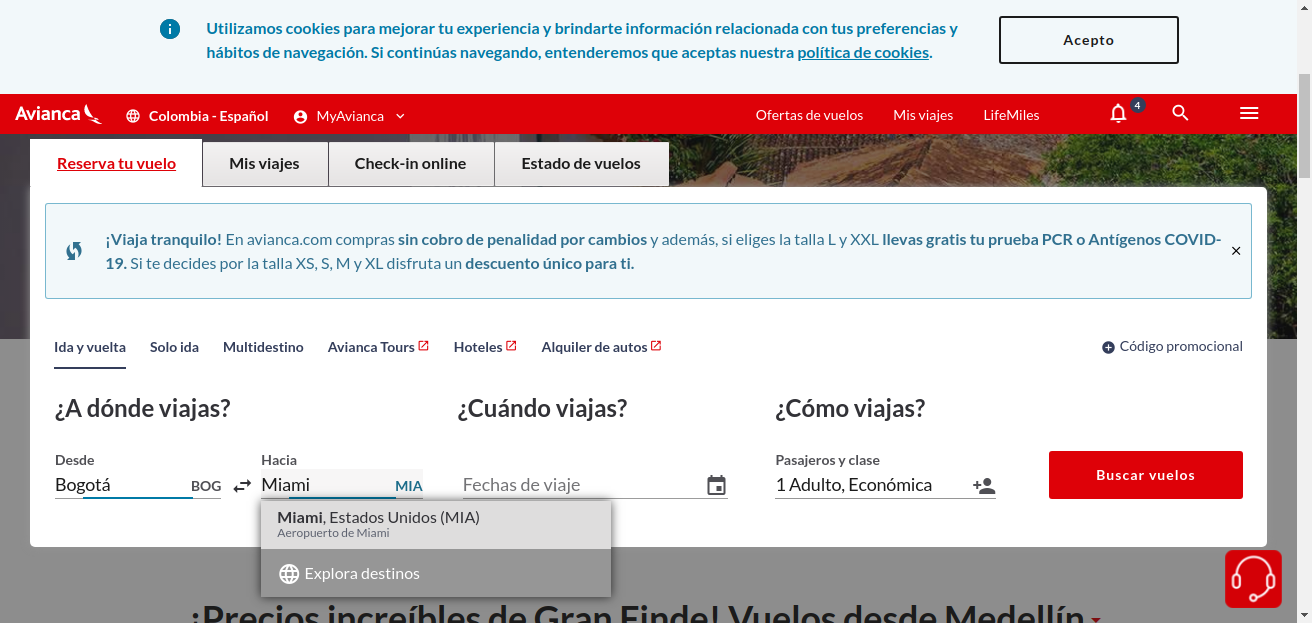 Utilizamos cookies para mejorar tu experiencia y brindarte información relacionada con tus preferencias y
hábitos de navegación. Si continúas navegando, entenderemos que aceptas nuestra política de cookies.
Acepto
Avianca
Colombia - Español
MyAvianca
Ofertas de vuelos
Mis viajes
LifeMiles
4
Reserva tu vuelo
Mis viajes
Check-in online
Estado de vuelos
¡Viaja tranquilo! En avianca.com compras sin cobro de penalidad por cambios y además, si eliges la talla L y XXL llevas gratis tu prueba PCR o Antígenos COVID-
19. Si te decides por la talla XS, S, M y XL disfruta un descuento único para ti.
Ida y vuelta
Solo ida
Multidestino
Avianca Tours
Hoteles
Alquiler de autos
Código promocional
¿A dónde viajas?
¿Cuándo viajas?
¿Cómo viajas?
Desde
Hacia
Pasajeros y clase
Bogotá
BOG
Miami
MIA
Fechas de viaje
1 Adulto, Económica
Buscar vuelos
Miami, Estados Unidos (MIA)
Aeropuerto de Miami
Explora destinos
¡Precios increíbles de Gran Finde! Vuelos desde Medellín